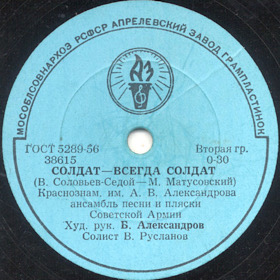 МОСОБЛСОВНАРХОЗ РСФСР АПРЕЛЕВСКИЙ ЗАВОД ГРАМПЛАСТИНОК
АЗ
ГОСТ 5289-56 Вторая гр.
38615 0-30
СОЛДАТ—ВСЕГДА СОЛДАТ
(В. Соловьев-Седой—М. Матусовский)
Краснознам. им. А. В. Александрова
ансамбль песни и пляски
Советской Армии
Худ. рук. Б. Александров
Солист В. Русланов